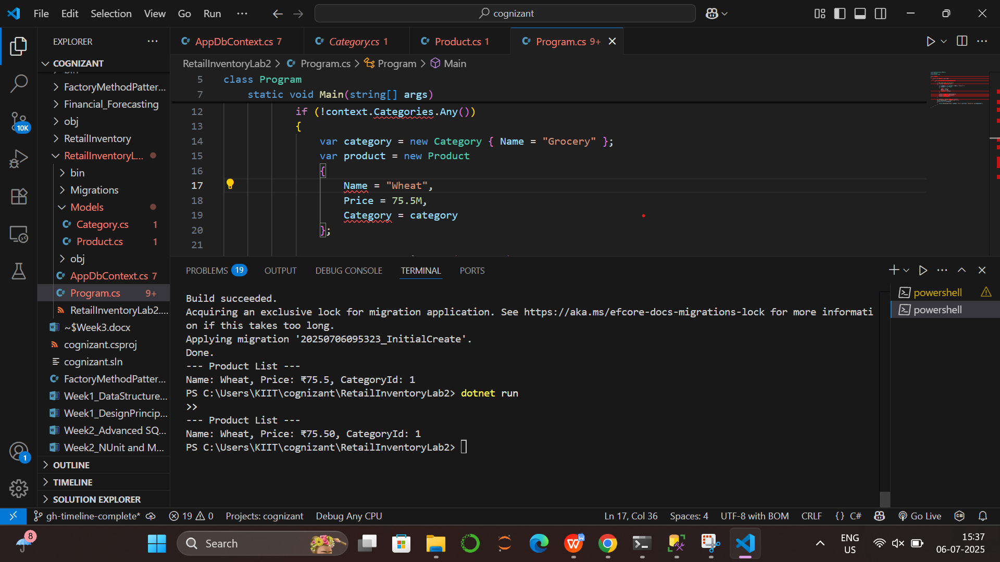 File Edit Selection View Go Run ··· cognizant
EXPLORER ···
COGNIZANT
bin
FactoryMethodPatter...
Financial_Forecasting
obj
RetailInventory
RetailInventoryL...
bin
Migrations
Models
Category.cs 1
Product.cs 1
obj
AppDbContext.cs 7
Program.cs 9+
RetailInventoryLab2....
~$Week3.docx
cognizant.csproj
cognizant.sln
FactoryMethodPatter...
Week1_DataStructure...
Week1_DesignPrincip...
Week2_Advanced SQ...
Week2_NUnit and M...
OUTLINE
TIMELINE
SOLUTION EXPLORER
10K
1
AppDbContext.cs 7 Category.cs 1 Product.cs 1 Program.cs 9+
RetailInventoryLab2 > Program.cs > Program > Main
5 class Program
7 static void Main(string[] args)
12 if (!context.Categories.Any())
13 {
14 var category = new Category { Name = "Grocery" };
15 var product = new Product
16 {
17 Name = "Wheat",
18 Price = 75.5M,
19 Category = category
20 };
21
PROBLEMS 19 OUTPUT DEBUG CONSOLE TERMINAL PORTS
Build succeeded.
Acquiring an exclusive lock for migration application. See https://aka.ms/efcore-docs-migrations-lock for more informati
on if this takes too long.
Applying migration '20250706095323_InitialCreate'.
Done.
--- Product List ---
Name: Wheat, Price: ₹75.5, CategoryId: 1
PS C:\Users\KIIT\cognizant\RetailInventoryLab2> dotnet run
>>
--- Product List ---
Name: Wheat, Price: ₹75.50, CategoryId: 1
PS C:\Users\KIIT\cognizant\RetailInventoryLab2>
powershell
powershell
gh-timeline-complete* 19 0 Projects: cognizant Debug Any CPU Ln 17, Col 36 Spaces: 4 UTF-8 with BOM CRLF {} C# Go Live
8 Search ENG
US
15:37
06-07-2025